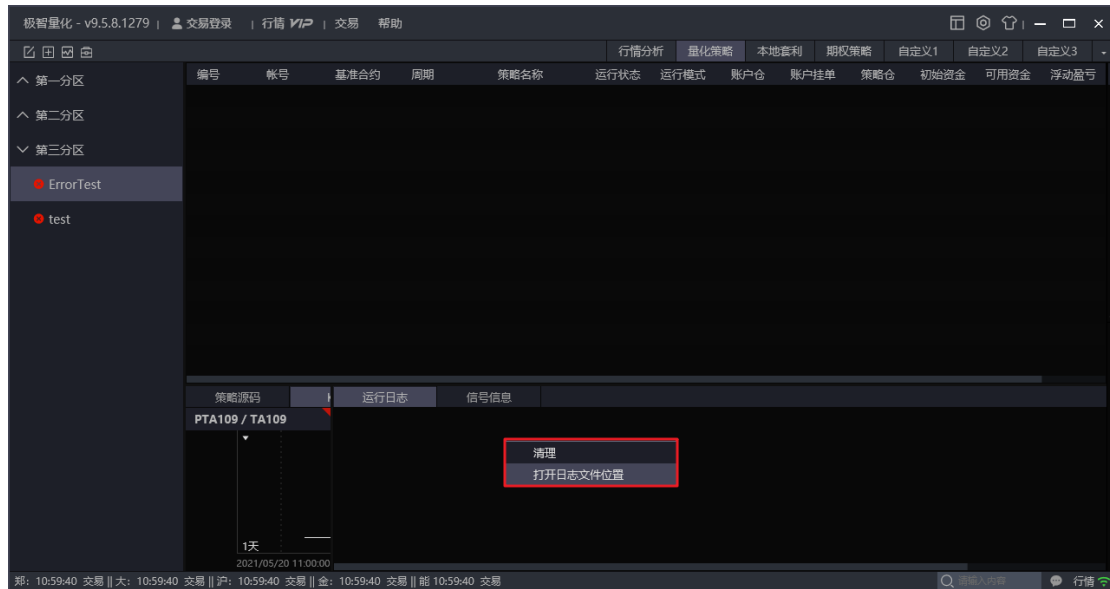 极智量化 - v9.5.8.1279 | 交易登录 | 行情 VIP | 交易 帮助
行情分析 量化策略 本地套利 期权策略 自定义1 自定义2 自定义3
第一分区
第二分区
第三分区
ErrorTest
test
编号 帐号 基准合约 周期 策略名称 运行状态 运行模式 账户仓 账户挂单 策略仓 初始资金 可用资金 浮动盈亏
策略源码 运行日志 信号信息
PTA109 / TA109
清理
打开日志文件位置
1天
2021/05/20 11:00:00
郑: 10:59:40 交易 || 大: 10:59:40 交易 || 沪: 10:59:40 交易 || 金: 10:59:40 交易 || 能 10:59:40 交易 请输入内容 行情